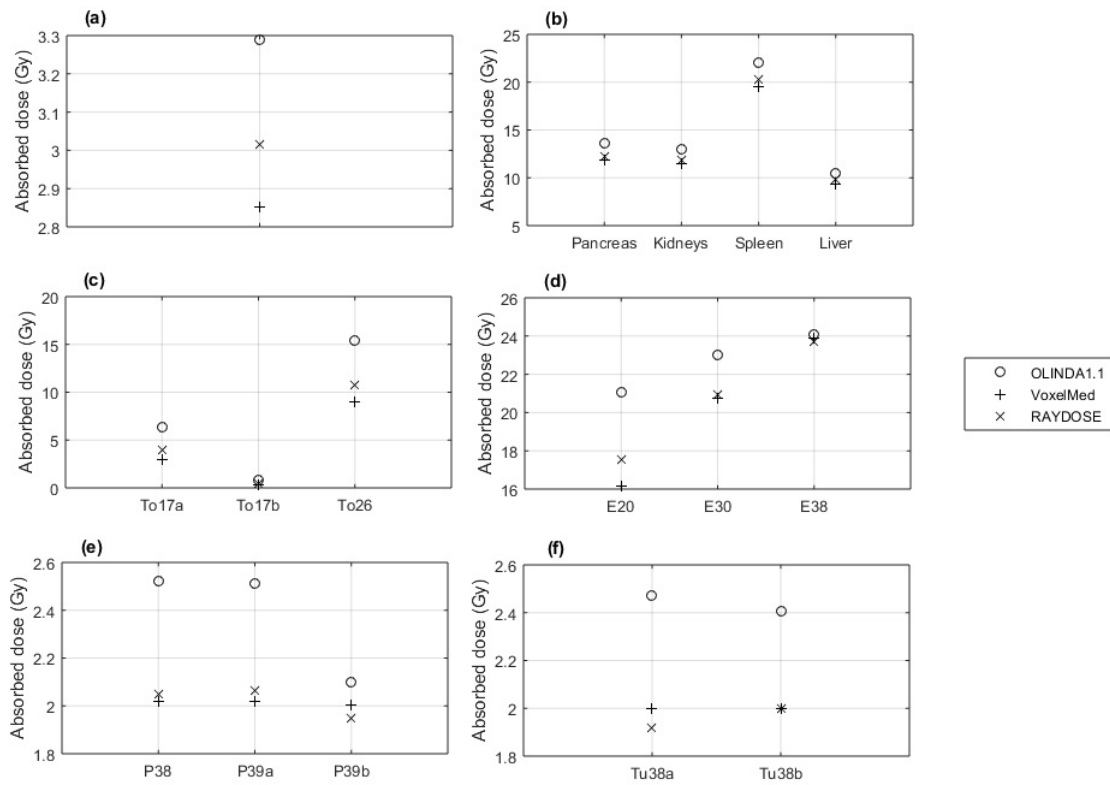 (a)
Absorbed dose (Gy)
3.3
3.2
3.1
3
2.9
2.8
(b)
Absorbed dose (Gy)
25
20
15
10
5
Pancreas Kidneys Spleen Liver
(c)
Absorbed dose (Gy)
20
15
10
5
0
To17a To17b To26
(d)
Absorbed dose (Gy)
26
24
22
20
18
16
E20 E30 E38
OLINDA1.1
VoxelMed
RAYDOSE
(e)
Absorbed dose (Gy)
2.6
2.4
2.2
2
1.8
P38 P39a P39b
(f)
Absorbed dose (Gy)
2.6
2.4
2.2
2
1.8
Tu38a Tu38b